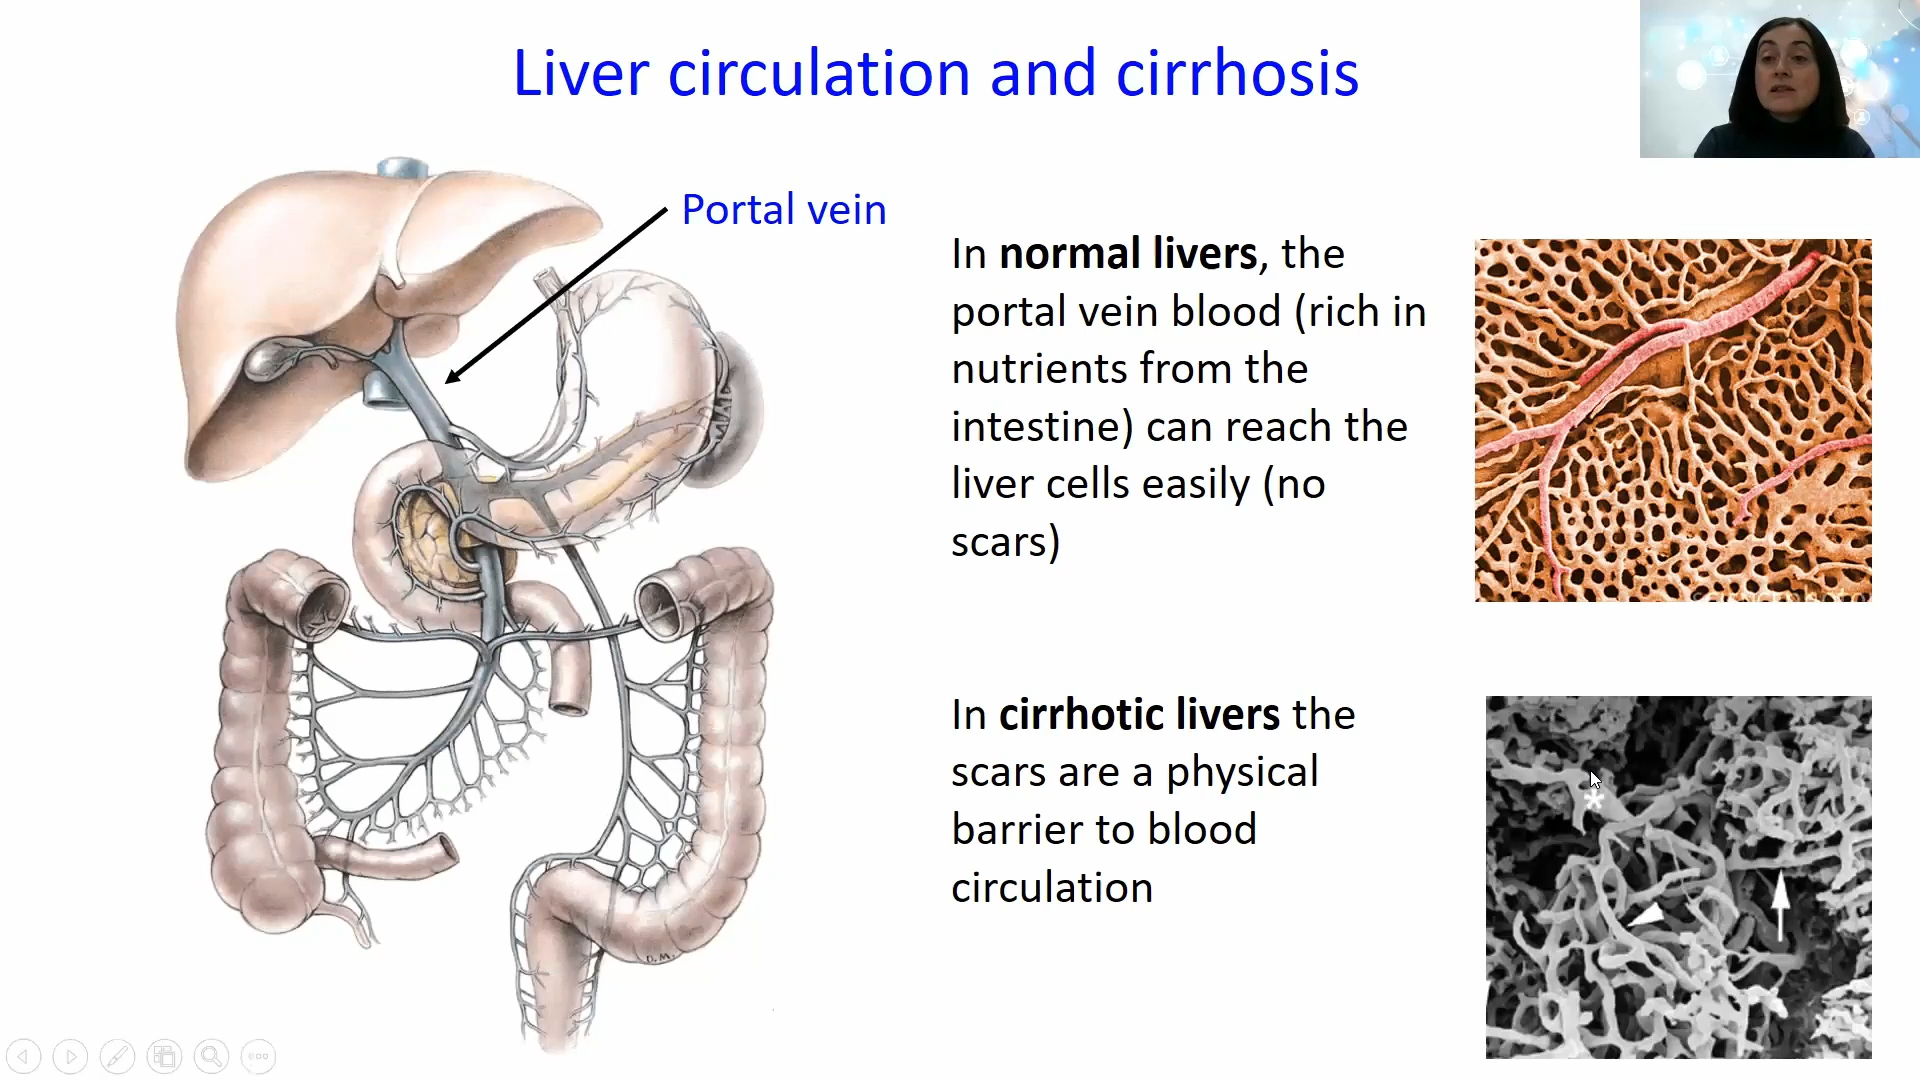 Liver circulation and cirrhosis
Portal vein
In normal livers, the
portal vein blood (rich in
nutrients from the
intestine) can reach the
liver cells easily (no
scars)
In cirrhotic livers the
scars are a physical
barrier to blood
circulation
*
D.M.